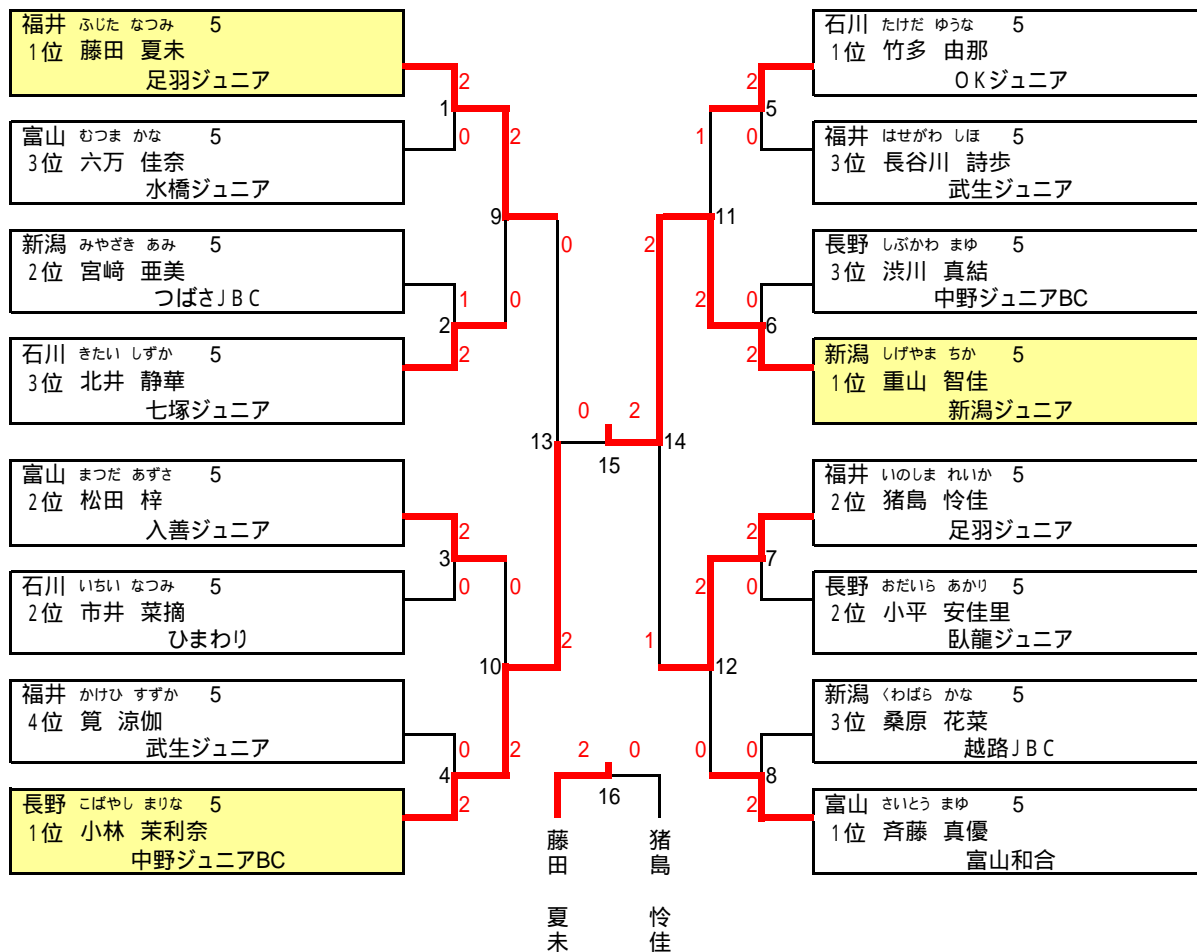 福井 ふじた なつみ 5
1位 藤田 夏未
足羽ジュニア
富山 むつま かな 5
3位 六万 佳奈
水橋ジュニア
新潟 みやざき あみ 5
2位 宮﨑 亜美
つばさJBC
石川 きたい しずか 5
3位 北井 静華
七塚ジュニア
富山 まつだ あずさ 5
2位 松田 梓
入善ジュニア
石川 いちい なつみ 5
2位 市井 菜摘
ひまわり
福井 かけひ すずか 5
4位 筧 涼伽
武生ジュニア
長野 こばやし まりな 5
1位 小林 茉利奈
中野ジュニアBC
2
1
0
2
9
0
1
0
2
2
0
2
13
15
14
2
3
0
0
10
2
0
2
4
2
2
0
16
藤田 夏未
猪島 怜佳
2
1
5
0
11
2
2
0
6
2
2
2
7
0
1
12
0
0
8
2
石川 たけだ ゆうな 5
1位 竹多 由那
OKジュニア
福井 はせがわ しほ 5
3位 長谷川 詩歩
武生ジュニア
長野 しぶかわ まゆ 5
3位 渋川 真結
中野ジュニアBC
新潟 しげやま ちか 5
1位 重山 智佳
新潟ジュニア
福井 いのしま れいか 5
2位 猪島 怜佳
足羽ジュニア
長野 おだいら あかり 5
2位 小平 安佳里
臥龍ジュニア
新潟 くわばら かな 5
3位 桑原 花菜
越路JBC
富山 さいとう まゆ 5
1位 斉藤 真優
富山和合